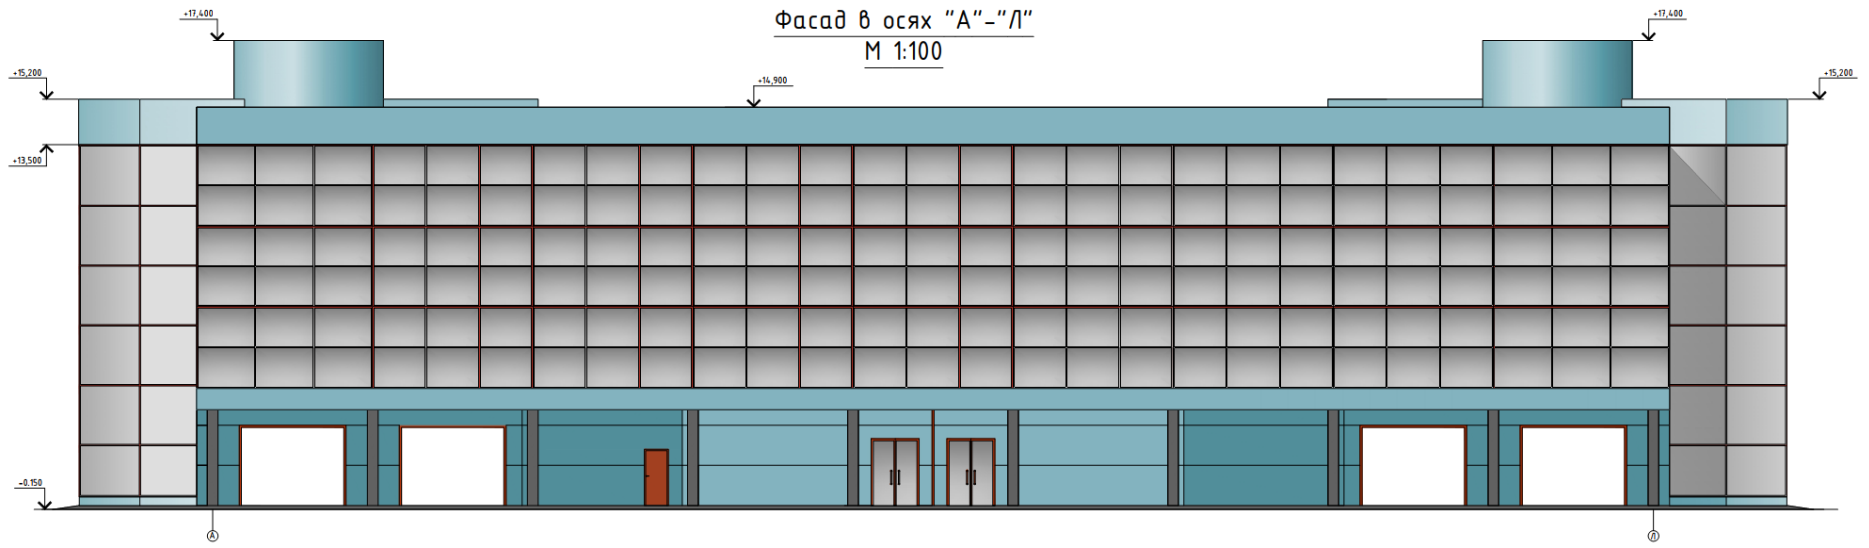 Фасад в осях "А"-"Л"
М 1:100
+17,400
+17,400
+15,200
+14,900
+15,200
+13,500
-0.150
А
Л